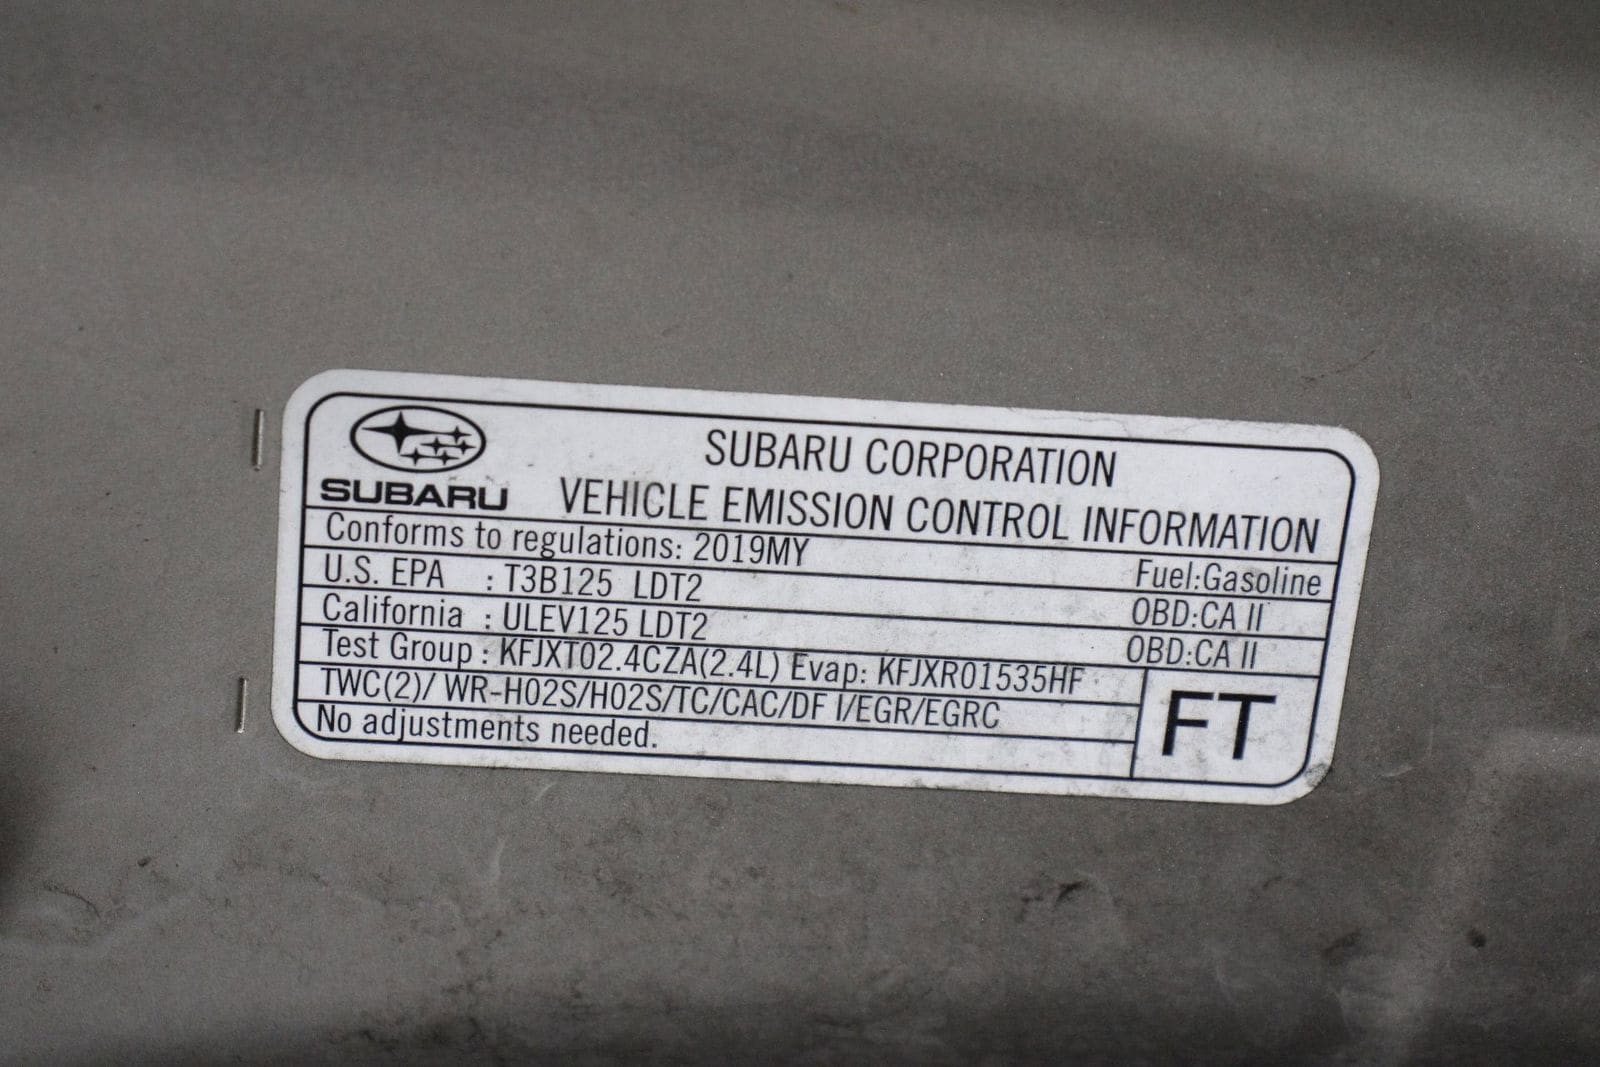 SUBARU CORPORATION
SUBARU VEHICLE EMISSION CONTROL INFORMATION
Conforms to regulations: 2019MY Fuel:Gasoline
U.S. EPA : T3B125 LDT2 OBD:CA II
California : ULEV125 LDT2 OBD:CA II
Test Group : KFJXT02.4CZA(2.4L) Evap: KFJXR01535HF
TWC(2)/ WR-HO2S/HO2S/TC/CAC/DF I/EGR/EGRC
No adjustments needed.
FT